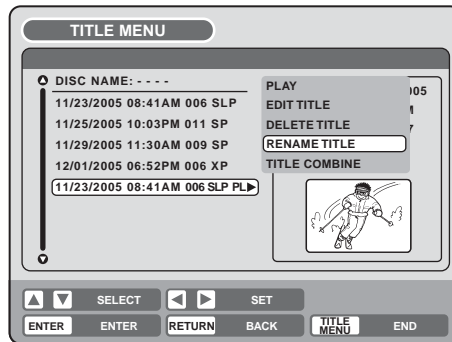 TITLE MENU
DISC NAME: - - - -
11/23/2005 08:41AM 006 SLP
11/25/2005 10:03PM 011 SP
11/29/2005 11:30AM 009 SP
12/01/2005 06:52PM 006 XP
11/23/2005 08:41AM 006 SLP PL
PLAY
EDIT TITLE
DELETE TITLE
RENAME TITLE
TITLE COMBINE
005
SELECT SET
ENTER ENTER RETURN BACK TITLE MENU END